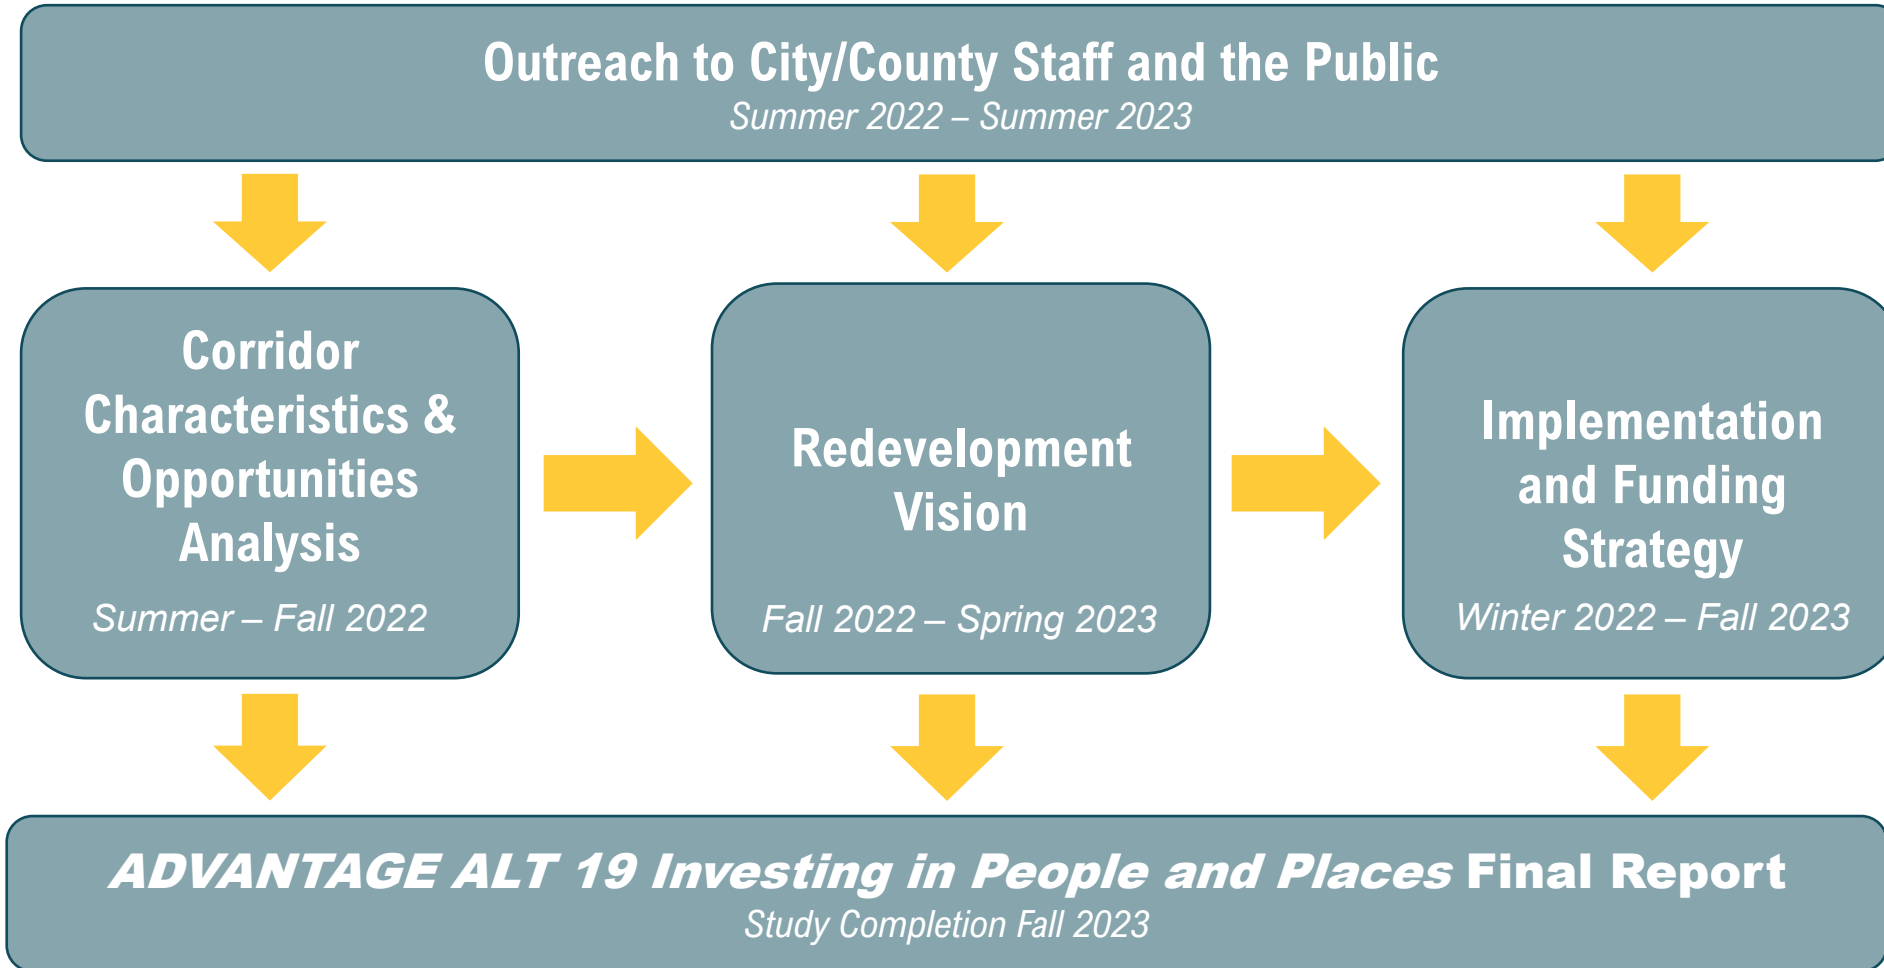 Outreach to City/County Staff and the Public
Summer 2022 – Summer 2023
Corridor
Characteristics &
Opportunities
Analysis
Summer – Fall 2022
Redevelopment
Vision
Fall 2022 – Spring 2023
Implementation
and Funding
Strategy
Winter 2022 – Fall 2023
ADVANTAGE ALT 19 Investing in People and Places Final Report
Study Completion Fall 2023